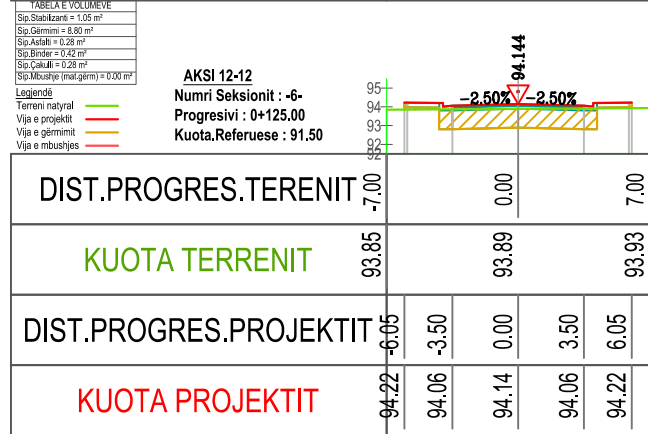 TABELA E VOLUMEVE
Sip.Stabilizanti = 1.05 m²
Sip.Gërmimi = 8.80 m²
Sip.Asfalti = 0.28 m²
Sip.Binder = 0.42 m²
Sip.Çakulli = 0.28 m²
Sip.Mbushje (mat.gërm) = 0.00 m²
Legjendë
Terreni natyral
Vija e projektit
Vija e gërmimit
Vija e mbushjes
AKSI 12-12
Numri Seksionit : -6-
Progresivi : 0+125.00
Kuota.Referuese : 91.50
94.144
-2.50% -2.50%
95
94
93
92
92
DIST.PROGRES.TERENIT -7.00 0.00 7.00
KUOTA TERRENIT 93.85 93.89 93.93
DIST.PROGRES.PROJEKTIT -6.05 -3.50 0.00 3.50 6.05
KUOTA PROJEKTIT 94.22 94.06 94.14 94.06 94.22